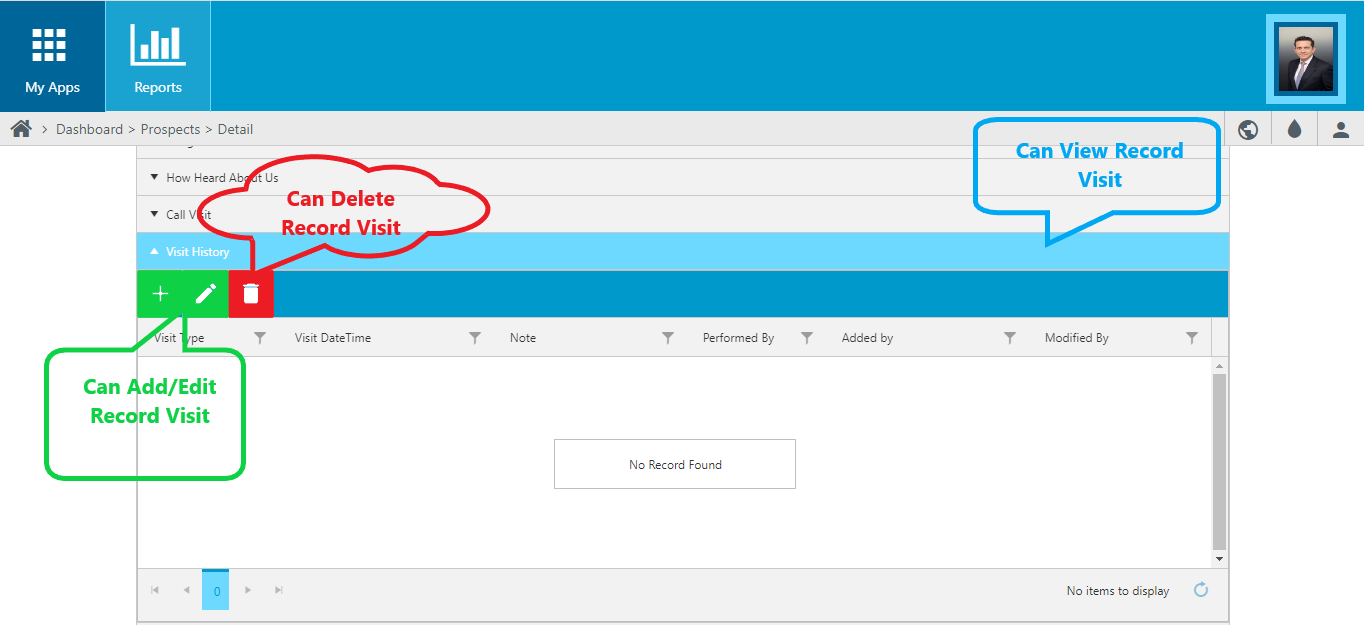 My Apps
Reports
Dashboard > Prospects > Detail
How Heard About Us
Call Visit
Visit History
Can Delete
Record Visit
Can View Record
Visit
Visit Type
Visit DateTime
Note
Performed By
Added by
Modified By
Can Add/Edit
Record Visit
No Record Found
0
No items to display